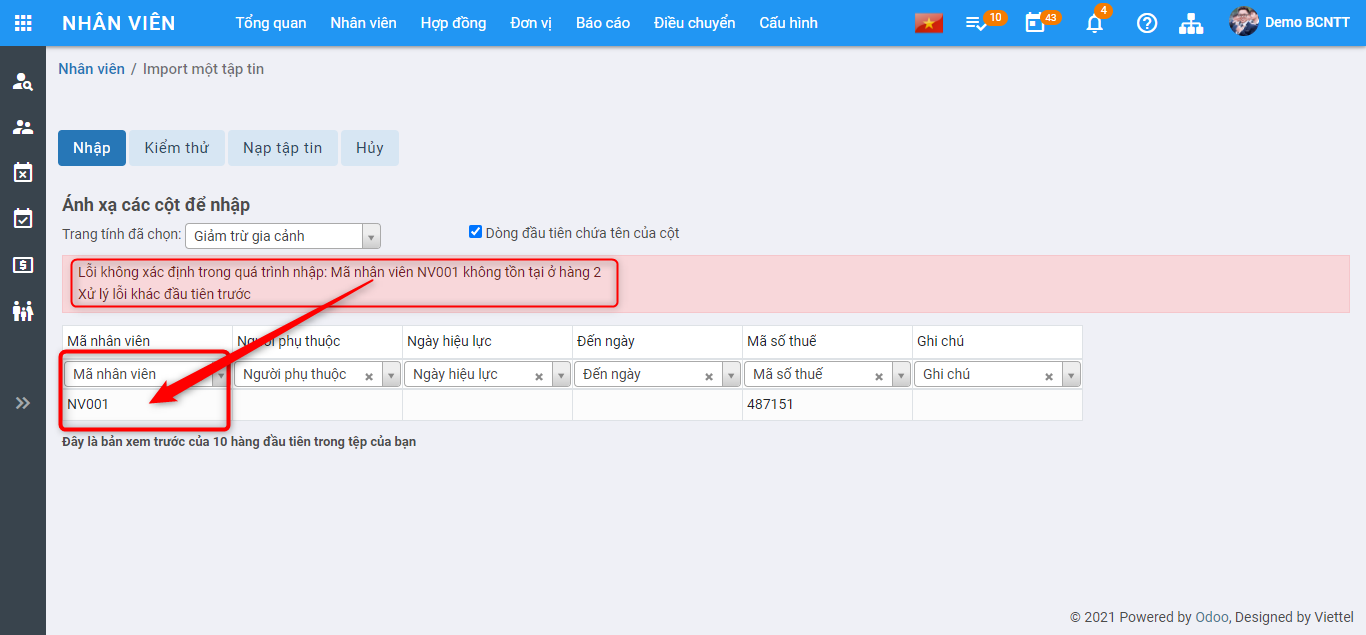 NHÂN VIÊN Tổng quan Nhân viên Hợp đồng Đơn vị Báo cáo Điều chuyển Cấu hình 10 43 4 Demo BCNTT
Nhân viên / Import một tập tin
Nhập Kiểm thử Nạp tập tin Hủy
Ánh xạ các cột để nhập
Trang tính đã chọn: Giảm trừ gia cảnh Dòng đầu tiên chứa tên của cột
Lỗi không xác định trong quá trình nhập: Mã nhân viên NV001 không tồn tại ở hàng 2
Xử lý lỗi khác đầu tiên trước
Mã nhân viên Người phụ thuộc Ngày hiệu lực Đến ngày Mã số thuế Ghi chú
Mã nhân viên Người phụ thuộc Ngày hiệu lực Đến ngày Mã số thuế Ghi chú
NV001 487151
Đây là bản xem trước của 10 hàng đầu tiên trong tệp của bạn
© 2021 Powered by Odoo, Designed by Viettel